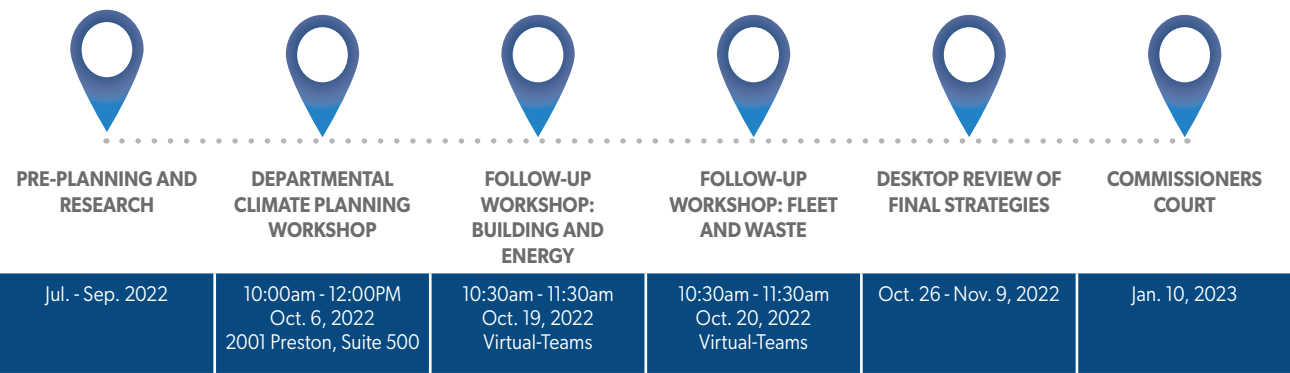 PRE-PLANNING AND
RESEARCH
DEPARTMENTAL
CLIMATE PLANNING
WORKSHOP
FOLLOW-UP
WORKSHOP:
BUILDING AND
ENERGY
FOLLOW-UP
WORKSHOP: FLEET
AND WASTE
DESKTOP REVIEW OF
FINAL STRATEGIES
COMMISSIONERS
COURT
Jul. - Sep. 2022
10:00am - 12:00PM
Oct. 6, 2022
2001 Preston, Suite 500
10:30am - 11:30am
Oct. 19, 2022
Virtual-Teams
10:30am - 11:30am
Oct. 20, 2022
Virtual-Teams
Oct. 26 - Nov. 9, 2022
Jan. 10, 2023